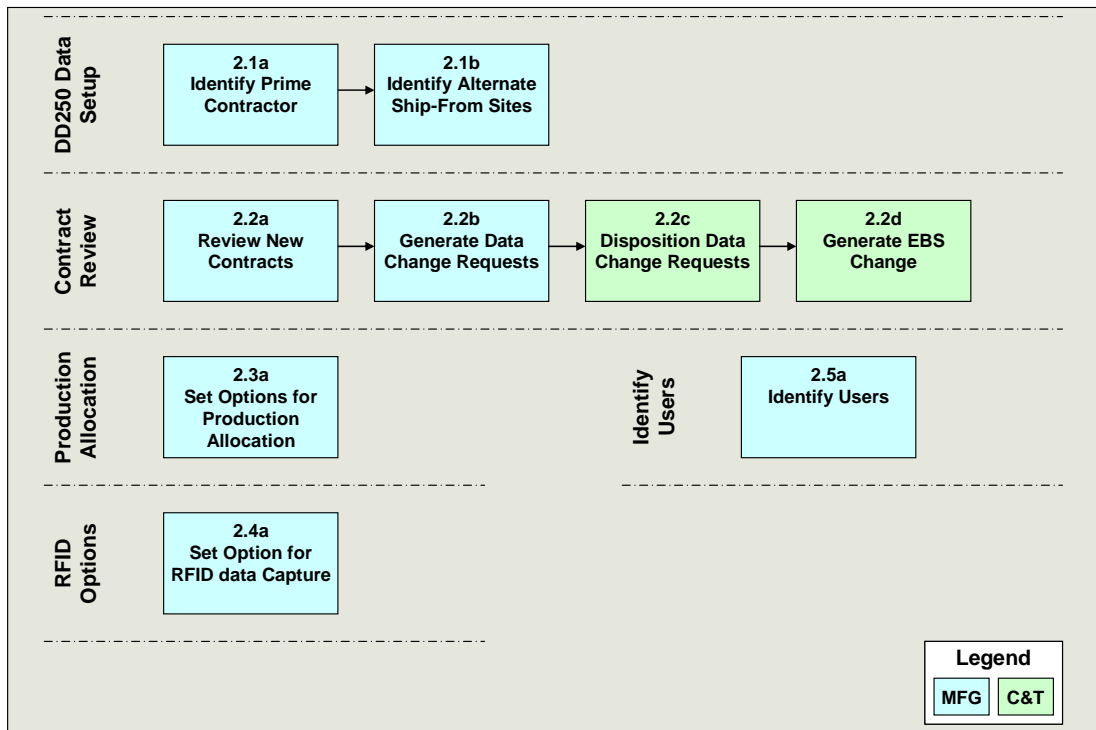 DD250 Data
Setup
2.1a
Identify Prime
Contractor
2.1b
Identify Alternate
Ship-From Sites
Contract
Review
2.2a
Review New
Contracts
2.2b
Generate Data
Change Requests
2.2c
Disposition Data
Change Requests
2.2d
Generate EBS
Change
Production
Allocation
2.3a
Set Options for
Production
Allocation
Identify
Users
2.5a
Identify Users
RFID
Options
2.4a
Set Option for
RFID data Capture
Legend
MFG
C&T